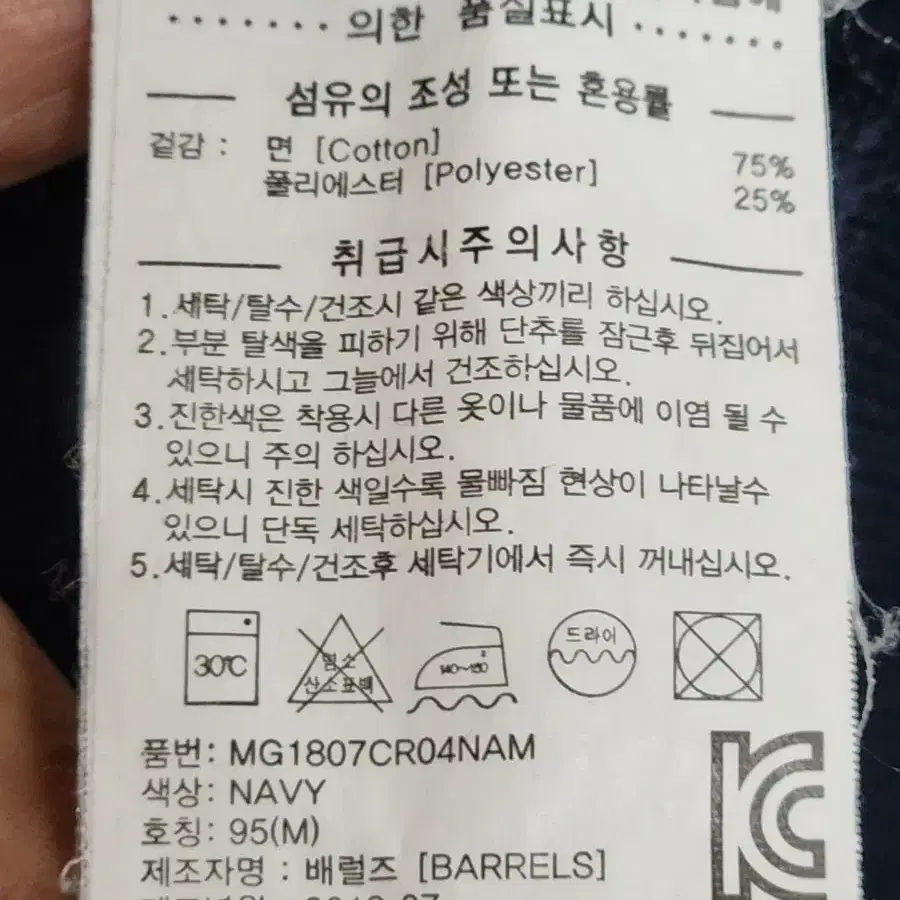 ······· 의한 품질표시 ·······
섬유의 조성 또는 혼용률
겉감 : 면 [Cotton] 75%
폴리에스터 [Polyester] 25%
취급시주의사항
1.세탁/탈수/건조시 같은 색상끼리 하십시오.
2.부분 탈색을 피하기 위해 단추를 잠근후 뒤집어서
세탁하시고 그늘에서 건조하십시오.
3.진한색은 착용시 다른 옷이나 물품에 이염 될 수
있으니 주의 하십시오.
4.세탁시 진한 색일수록 물빠짐 현상이 나타날수
있으니 단독 세탁하십시오.
5.세탁/탈수/건조후 세탁기에서 즉시 꺼내십시오.
30℃
염소
산소표백
드라이
품번: MG1807CR04NAM
색상: NAVY
호칭: 95(M)
제조자명 : 배럴즈 [BARRELS]